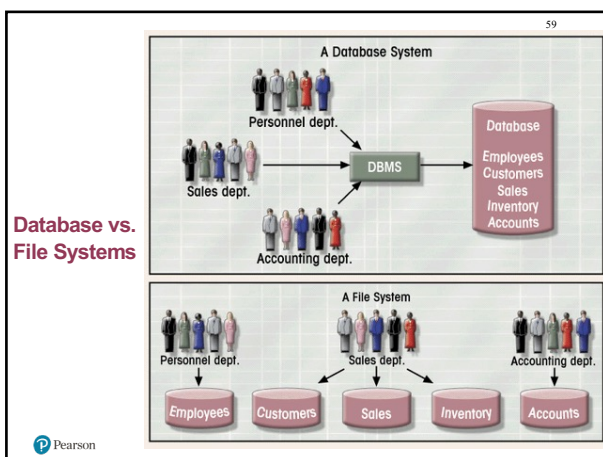 59
Database vs.
File Systems
A Database System
Personnel dept.
Sales dept.
Accounting dept.
DBMS
Database
Employees
Customers
Sales
Inventory
Accounts
A File System
Personnel dept.
Sales dept.
Accounting dept.
Employees
Customers
Sales
Inventory
Accounts
P Pearson